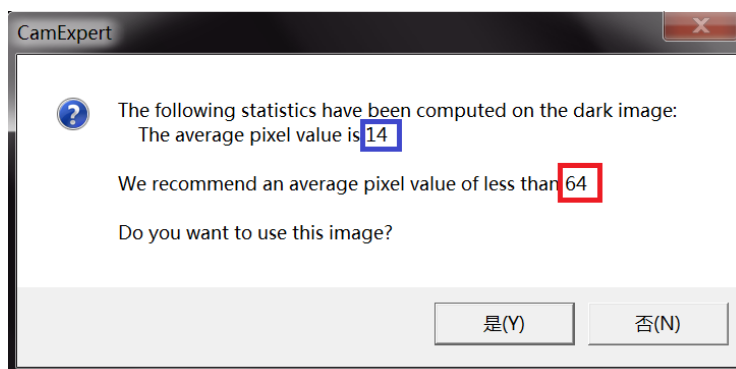 CamExpert
The following statistics have been computed on the dark image:
The average pixel value is 14
We recommend an average pixel value of less than 64
Do you want to use this image?
是(Y)
否(N)